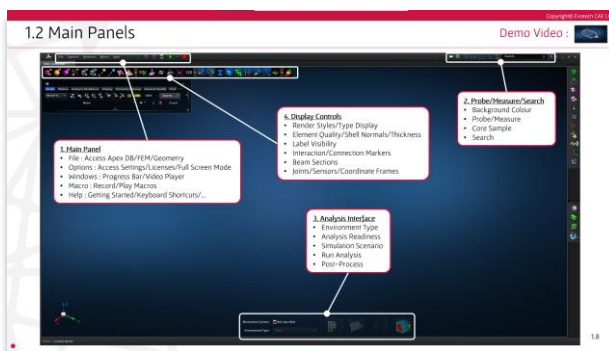 Copyright© Evotech CAE Ltd
1.2 Main Panels
Demo Video :
Search
2. Probe/Measure/Search
• Background Colour
• Probe/Measure
• Core Sample
• Search
4. Display Controls
• Render Styles/Type Display
• Element Quality/Shell Normals/Thickness
• Label Visibility
• Interaction/Connection Markers
• Beam Sections
• Joints/Sensors/Coordinate Frames
1. Main Panel
• File : Access Apex DB/FEM/Geometry
• Options : Access Settings/Licenses/Full Screen Mode
• Windows : Progress Bar/Video Player
• Macro : Record/Play Macros
• Help : Getting Started/Keyboard Shortcuts/...
3. Analysis Interface
• Environment Type
• Analysis Readiness
• Simulation Scenario
• Run Analysis
• Post-Process
1.8